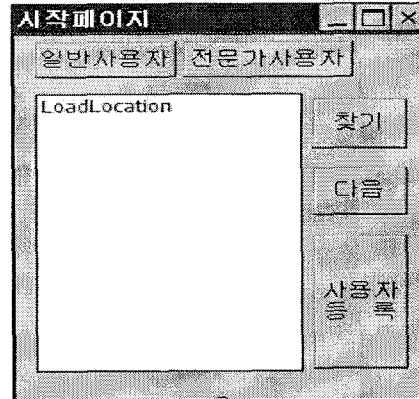 시작페이지
일반사용자 전문가사용자
LoadLocation
찾기
다음
사용자
등 록